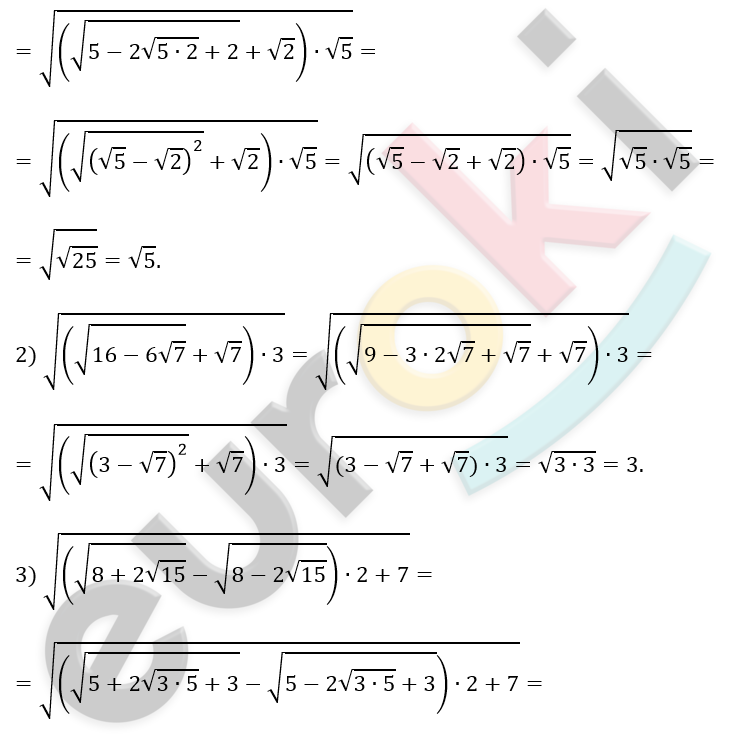 = √((√(5 − 2√(5 · 2) + 2) + √2) · √5) =
= √((√((√5 − √2)²) + √2) · √5) = √((√5 − √2 + √2) · √5) = √(√5 · √5) =
= √(√25) = √5.
2) √((√(16 − 6√7) + √7) · 3) = √((√(9 − 3 · 2√7 + √7) + √7) · 3) =
= √((√((3 − √7)²) + √7) · 3) = √((3 − √7 + √7) · 3) = √(3 · 3) = 3.
3) √((√(8 + 2√15) − √(8 − 2√15)) · 2 + 7) =
= √((√(5 + 2√(3 · 5) + 3) − √(5 − 2√(3 · 5) + 3)) · 2 + 7) =
euroki